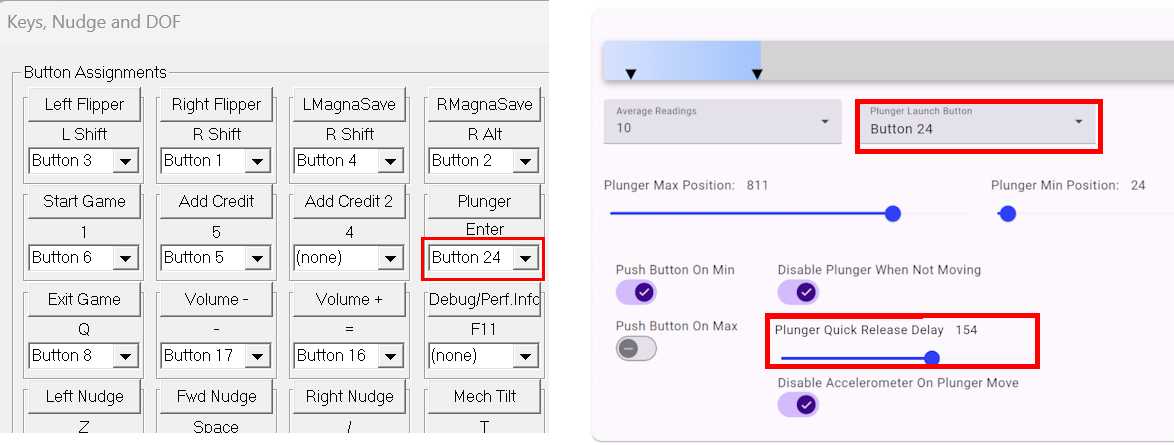 Keys, Nudge and DOF
Button Assignments
Left Flipper Right Flipper LMagnaSave RMagnaSave
L Shift R Shift R Shift R Alt
Button 3 Button 1 Button 4 Button 2
Start Game Add Credit Add Credit 2 Plunger
1 5 4 Enter
Button 6 Button 5 (none) Button 24
Exit Game Volume - Volume + Debug/Perf.Info
Q - = F11
Button 8 Button 17 Button 16 (none)
Left Nudge Fwd Nudge Right Nudge Mech Tilt
Z Space / T
Average Readings Plunger Launch Button
10 Button 24
Plunger Max Position: 811 Plunger Min Position: 24
Push Button On Min Disable Plunger When Not Moving
Push Button On Max Plunger Quick Release Delay 154
Disable Accelerometer On Plunger Move